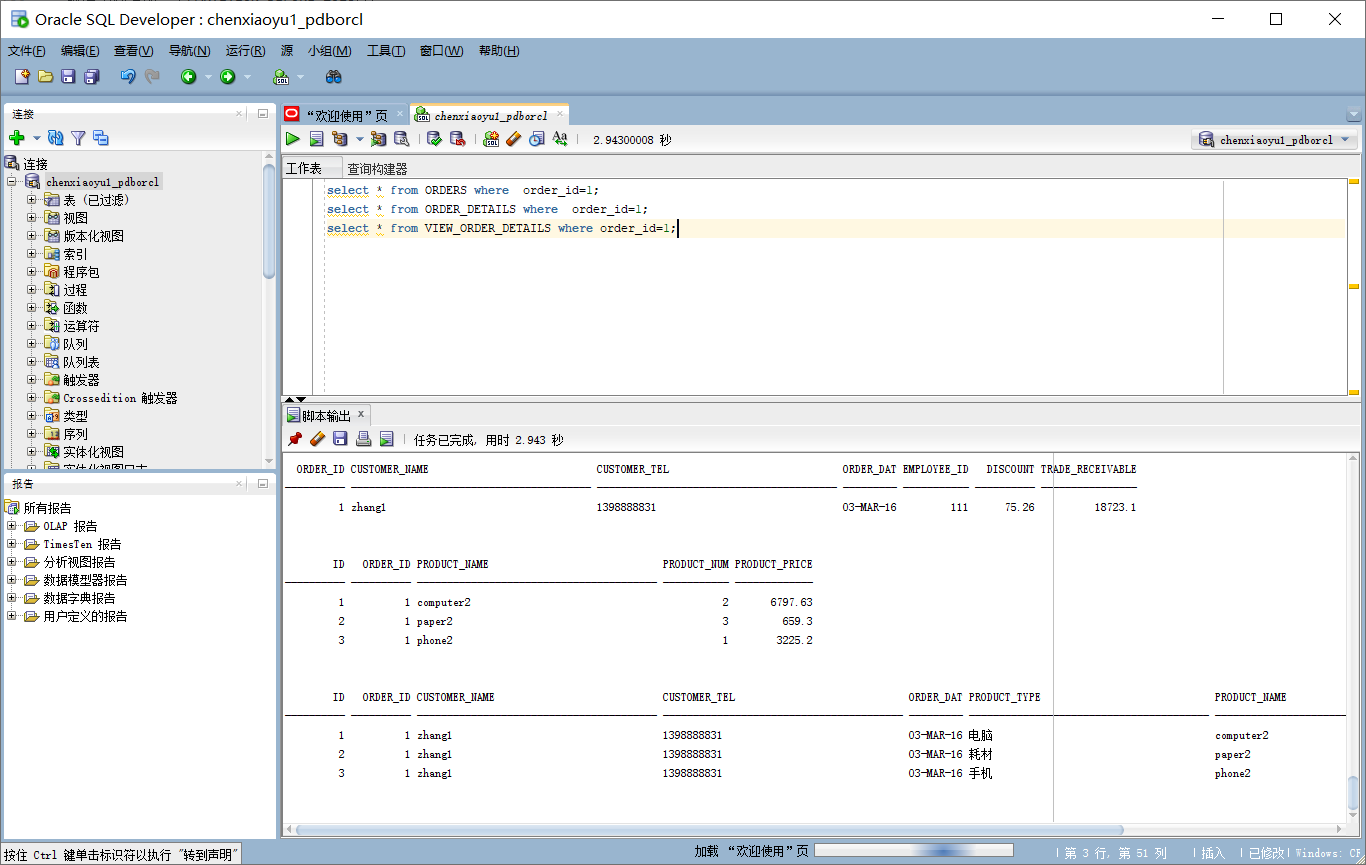 Oracle SQL Developer : chenxiaoyu1_pdborcl
文件(F) 编辑(E) 查看(V) 导航(N) 运行(R) 源 小组(M) 工具(T) 窗口(W) 帮助(H)
连接
连接
chenxiaoyu1_pdborcl
表 (已过滤)
视图
版本化视图
索引
程序包
过程
函数
运算符
队列
队列表
触发器
Crossedition 触发器
类型
序列
实体化视图
实体化视图日志
报告
所有报告
OLAP 报告
TimesTen 报告
分析视图报告
数据模型器报告
数据字典报告
用户定义的报告
“欢迎使用”页 chenxiaoyu1_pdborcl
2.94300008 秒 chenxiaoyu1_pdborcl
工作表 查询构建器
select * from ORDERS where  order_id=1;
select * from ORDER_DETAILS where  order_id=1;
select * from VIEW_ORDER_DETAILS where order_id=1;
脚本输出 x
任务已完成, 用时 2.943 秒
ORDER_ID CUSTOMER_NAME CUSTOMER_TEL ORDER_DAT EMPLOYEE_ID DISCOUNT TRADE_RECEIVABLE
1 zhang1 1398888831 03-MAR-16 111 75.26 18723.1
ID ORDER_ID PRODUCT_NAME PRODUCT_NUM PRODUCT_PRICE
1 1 computer2 2 6797.63
2 1 paper2 3 659.3
3 1 phone2 1 3225.2
ID ORDER_ID CUSTOMER_NAME CUSTOMER_TEL ORDER_DAT PRODUCT_TYPE PRODUCT_NAME
1 1 zhang1 1398888831 03-MAR-16 电脑 computer2
2 1 zhang1 1398888831 03-MAR-16 耗材 paper2
3 1 zhang1 1398888831 03-MAR-16 手机 phone2
按住 Ctrl 键单击标识符以执行 "转到声明" 加载 “欢迎使用”页 第 3 行, 第 51 列 插入 已修改 Windows: CR